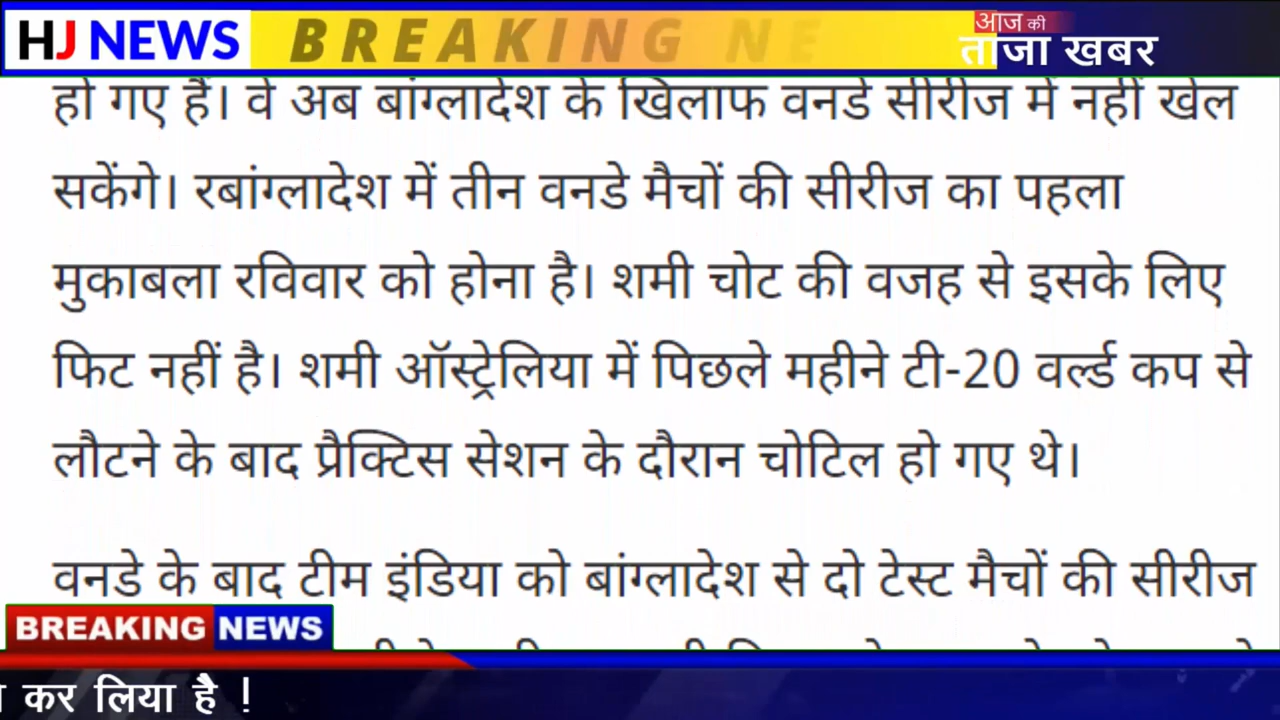 HJ NEWS
BREAKING NE
आज की
ताजा खबर
हो गए हैं। वे अब बांग्लादेश के खिलाफ वनडे सीरीज में नहीं खेल
सकेंगे। रबांग्लादेश में तीन वनडे मैचों की सीरीज का पहला
मुकाबला रविवार को होना है। शमी चोट की वजह से इसके लिए
फिट नहीं है। शमी ऑस्ट्रेलिया में पिछले महीने टी-20 वर्ल्ड कप से
लौटने के बाद प्रैक्टिस सेशन के दौरान चोटिल हो गए थे।
वनडे के बाद टीम इंडिया को बांग्लादेश से दो टेस्ट मैचों की सीरीज
BREAKING NEWS
कर लिया है !